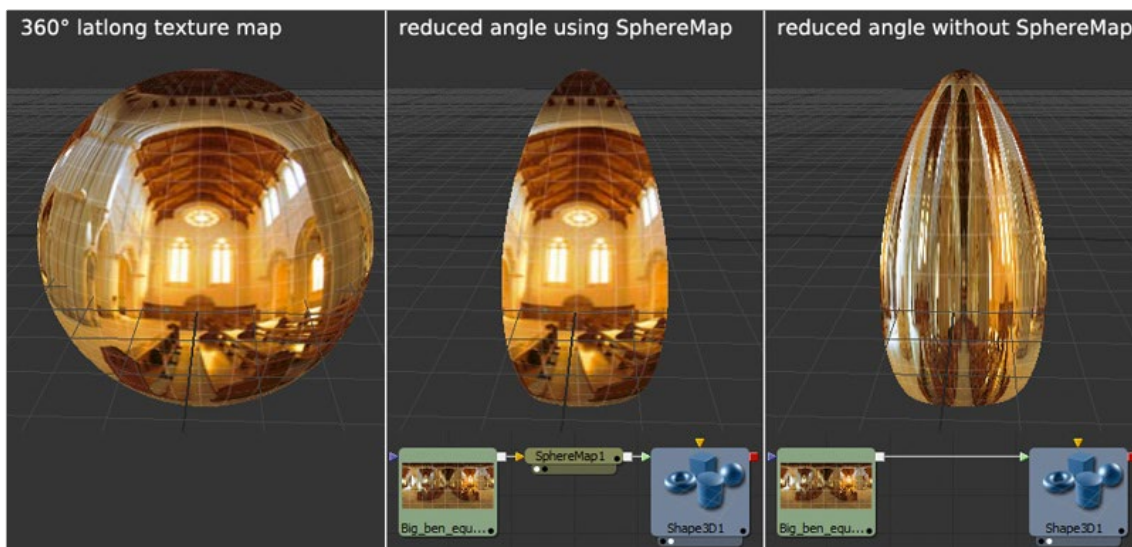 360° latlong texture map
reduced angle using SphereMap
reduced angle without SphereMap
Big_ben_equ...
SphereMap1
Shape3D1
Big_ben_equ...
Shape3D1